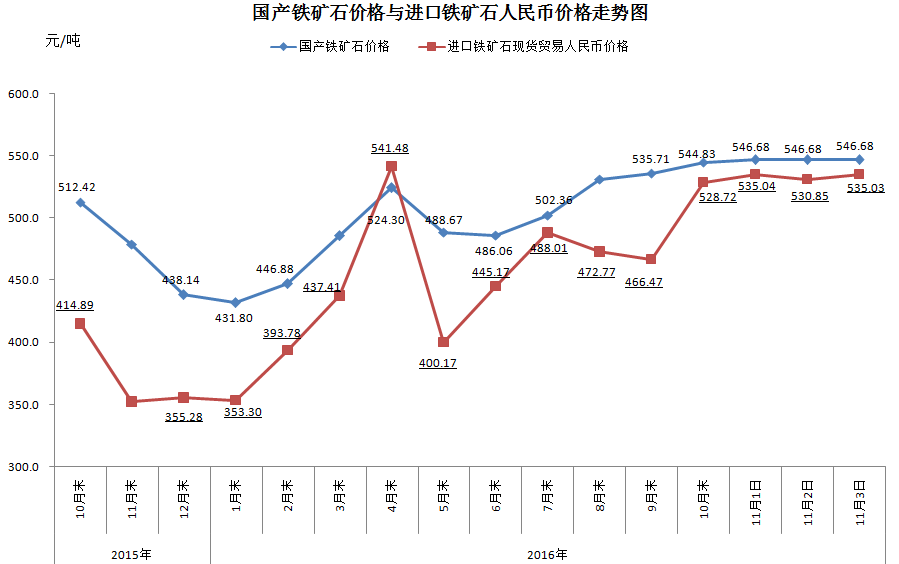 国产铁矿石价格与进口铁矿石人民币价格走势图
元/吨
国产铁矿石价格 进口铁矿石现货贸易人民币价格
600.0
550.0
500.0
450.0
400.0
350.0
300.0
512.42
438.14
431.80
446.88
524.30
488.67
486.06
502.36
535.71
544.83
546.68
546.68
546.68
414.89
355.28
353.30
393.78
437.41
541.48
400.17
445.17
488.01
472.77
466.47
528.72
535.04
530.85
535.03
10月末
11月末
12月末
1月末
2月末
3月末
4月末
5月末
6月末
7月末
8月末
9月末
10月末
11月1日
11月2日
11月3日
2015年
2016年